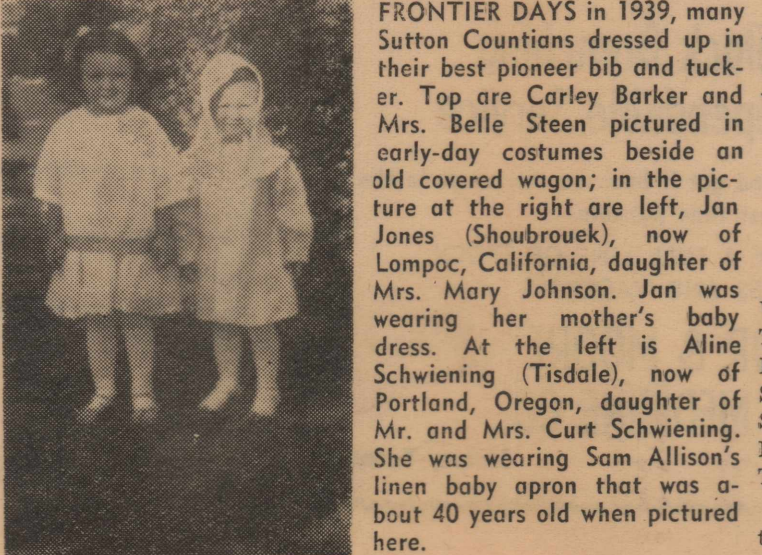 FRONTIER DAYS in 1939, many
Sutton Countians dressed up in
their best pioneer bib and tuck-
er. Top are Carley Barker and
Mrs. Belle Steen pictured in
early-day costumes beside an
old covered wagon; in the pic-
ture at the right are left, Jan
Jones (Shoubrouek), now of
Lompoc, California, daughter of
Mrs. Mary Johnson. Jan was
wearing her mother's baby
dress. At the left is Aline
Schwiening (Tisdale), now of
Portland, Oregon, daughter of
Mr. and Mrs. Curt Schwiening.
She was wearing Sam Allison's
linen baby apron that was a-
bout 40 years old when pictured
here.